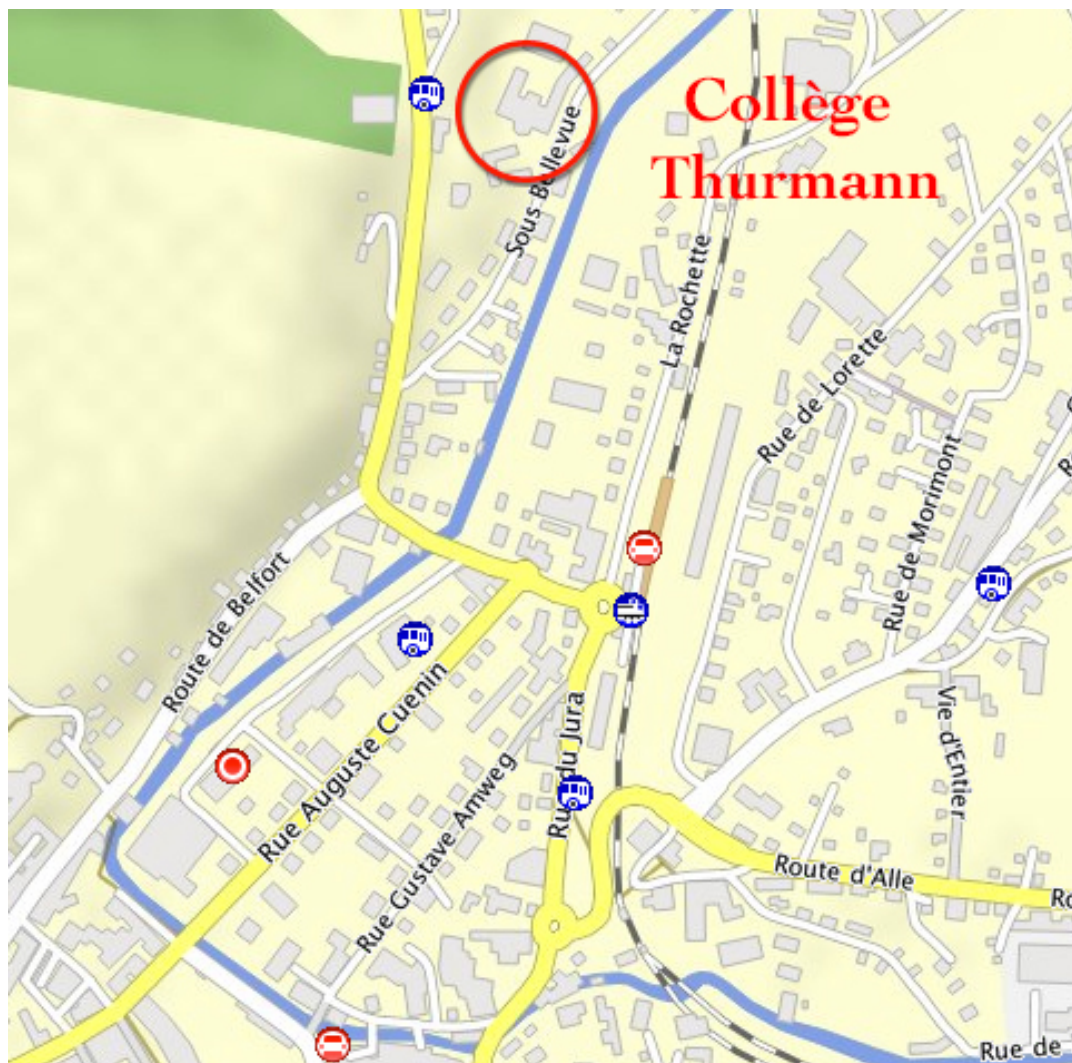 Collège
Thurmann
Sous Bellevue
La Rochette
Rue de Lorette
Rue de Morimont
Route de Belfort
Rue Auguste Cuenin
Rue du Jura
Rue Gustave Amweg
Vie d'Entier
Route d'Alle
Rue de